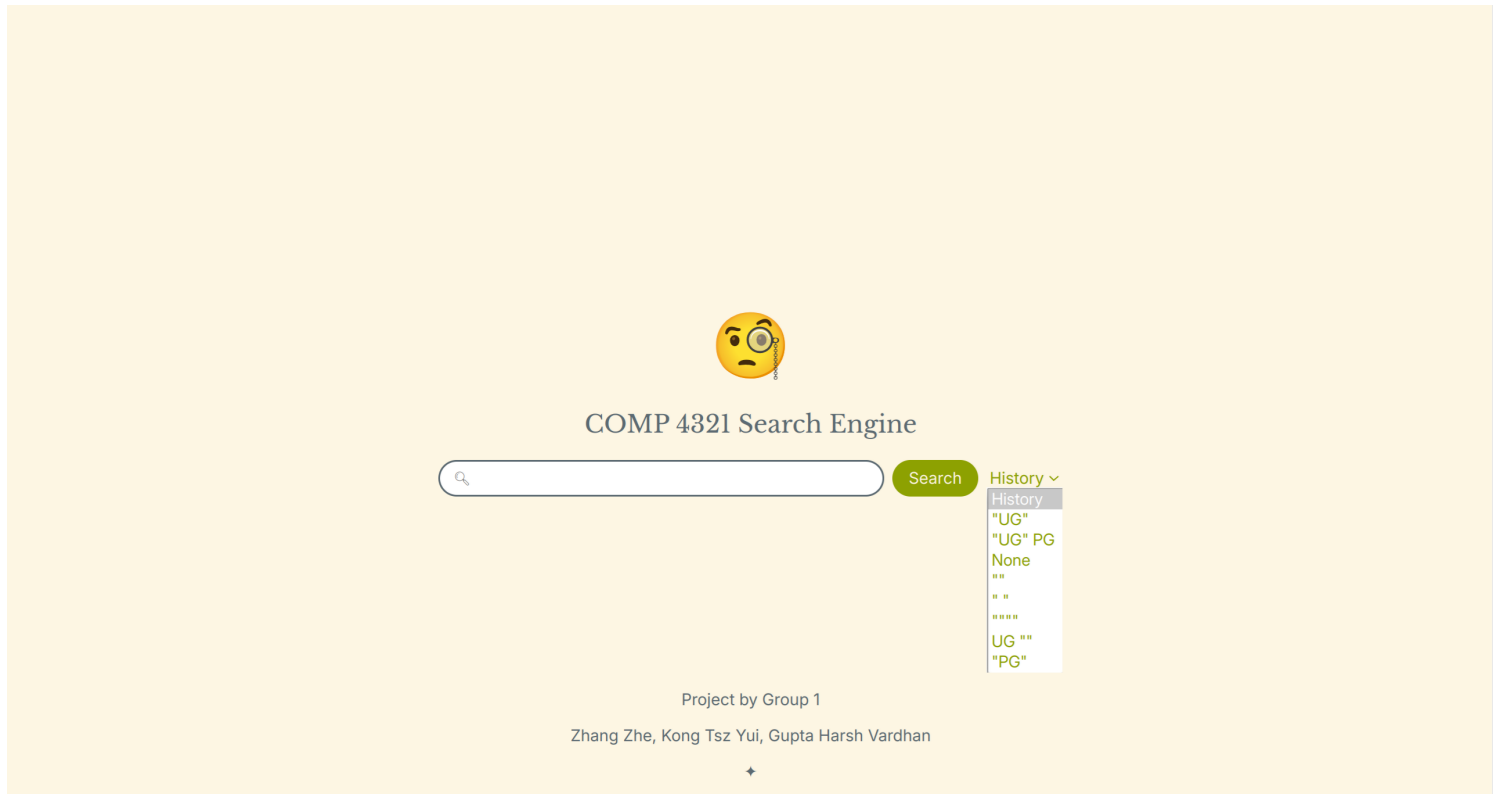 COMP 4321 Search Engine
Search
History
History
"UG"
"UG" PG
None
""
" "
""""
UG ""
"PG"
Project by Group 1
Zhang Zhe, Kong Tsz Yui, Gupta Harsh Vardhan